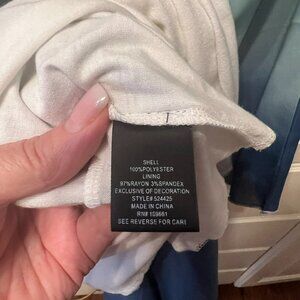 SHELL
100%POLYESTER
LINING
97%RAYON 3%SPANDEX
EXCLUSIVE OF DECORATION
STYLE# 524425
MADE IN CHINA
RN# 109661
SEE REVERSE FOR CARE